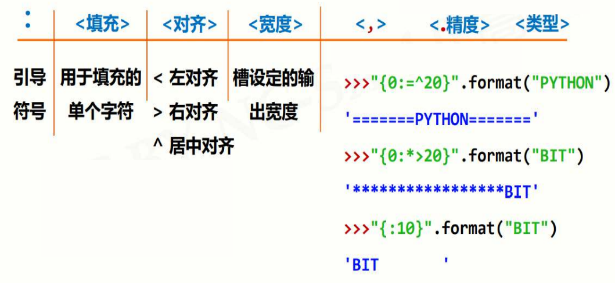 : <填充> <对齐> <宽度> <,> <.精度> <类型>
引导 用于填充的 < 左对齐 槽设定的输
符号 单个字符 > 右对齐 出宽度
^ 居中对齐
>>>"{0:=^20}".format("PYTHON")
'=======PYTHON======='
>>>"{0:*>20}".format("BIT")
'*****************BIT'
>>>"{:10}".format("BIT")
'BIT       '